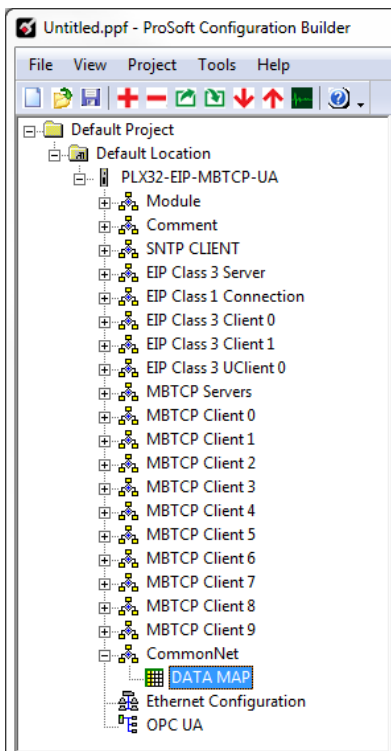 Untitled.ppf - ProSoft Configuration Builder
File View Project Tools Help
Default Project
Default Location
PLX32-EIP-MBTCP-UA
Module
Comment
SNTP CLIENT
EIP Class 3 Server
EIP Class 1 Connection
EIP Class 3 Client 0
EIP Class 3 Client 1
EIP Class 3 UClient 0
MBTCP Servers
MBTCP Client 0
MBTCP Client 1
MBTCP Client 2
MBTCP Client 3
MBTCP Client 4
MBTCP Client 5
MBTCP Client 6
MBTCP Client 7
MBTCP Client 8
MBTCP Client 9
CommonNet
DATA MAP
Ethernet Configuration
OPC UA